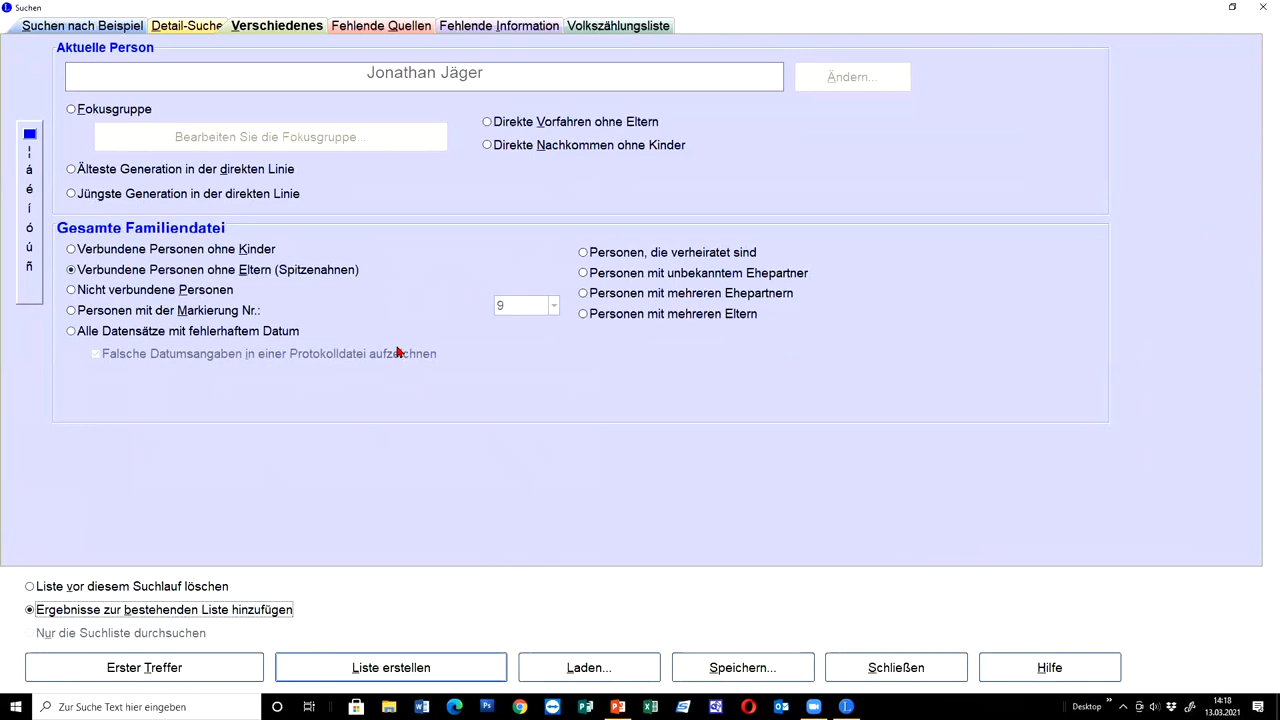 Suchen
Suchen nach Beispiel Detail-Suche Verschiedenes Fehlende Quellen Fehlende Information Volkszählungsliste
Aktuelle Person
Jonathan Jäger
Ändern...
Fokusgruppe
Bearbeiten Sie die Fokusgruppe...
Direkte Vorfahren ohne Eltern
Direkte Nachkommen ohne Kinder
Älteste Generation in der direkten Linie
Jüngste Generation in der direkten Linie
¦
á
é
í
ó
ú
ñ
Gesamte Familiendatei
Verbundene Personen ohne Kinder
Verbundene Personen ohne Eltern (Spitzenahnen)
Nicht verbundene Personen
Personen mit der Markierung Nr.:
9
Alle Datensätze mit fehlerhaftem Datum
Falsche Datumsangaben in einer Protokolldatei aufzeichnen
Personen, die verheiratet sind
Personen mit unbekanntem Ehepartner
Personen mit mehreren Ehepartnern
Personen mit mehreren Eltern
Liste vor diesem Suchlauf löschen
Ergebnisse zur bestehenden Liste hinzufügen
Nur die Suchliste durchsuchen
Erster Treffer Liste erstellen Laden... Speichern... Schließen Hilfe
Zur Suche Text hier eingeben
Desktop
14:18
13.03.2021